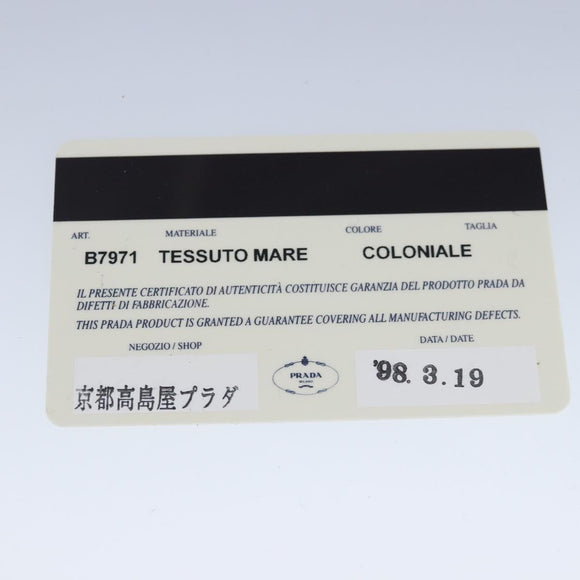 ART. MATERIALE COLORE TAGLIA
B7971 TESSUTO MARE COLONIALE
IL PRESENTE CERTIFICATO DI AUTENTICITÀ COSTITUISCE GARANZIA DEL PRODOTTO PRADA DA
DIFETTI DI FABBRICAZIONE.
THIS PRADA PRODUCT IS GRANTED A GUARANTEE COVERING ALL MANUFACTURING DEFECTS.
NEGOZIO / SHOP DATA / DATE
京都高島屋プラダ PRADA '98. 3.19
MILANO